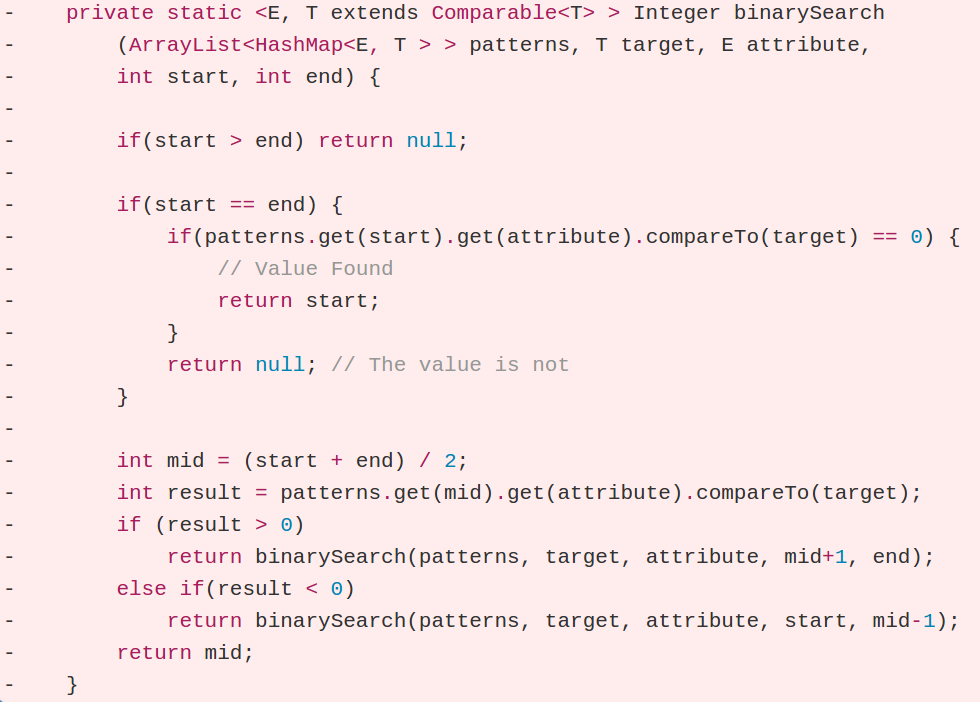 -    private static <E, T extends Comparable<T> > Integer binarySearch
-        (ArrayList<HashMap<E, T > > patterns, T target, E attribute,
-        int start, int end) {
-
-        if(start > end) return null;
-
-        if(start == end) {
-            if(patterns.get(start).get(attribute).compareTo(target) == 0) {
-                // Value Found
-                return start;
-            }
-            return null; // The value is not
-        }
-
-        int mid = (start + end) / 2;
-        int result = patterns.get(mid).get(attribute).compareTo(target);
-        if (result > 0)
-            return binarySearch(patterns, target, attribute, mid+1, end);
-        else if(result < 0)
-            return binarySearch(patterns, target, attribute, start, mid-1);
-        return mid;
-    }